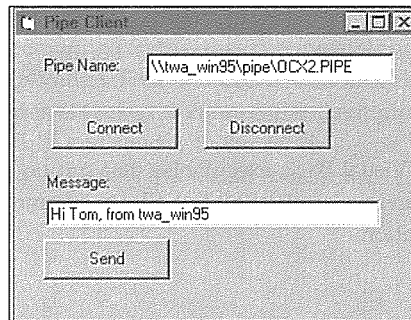 Pipe Client
Pipe Name: \\twa_win95\pipe\OCX2.PIPE
Connect Disconnect
Message:
Hi Tom, from twa_win95
Send